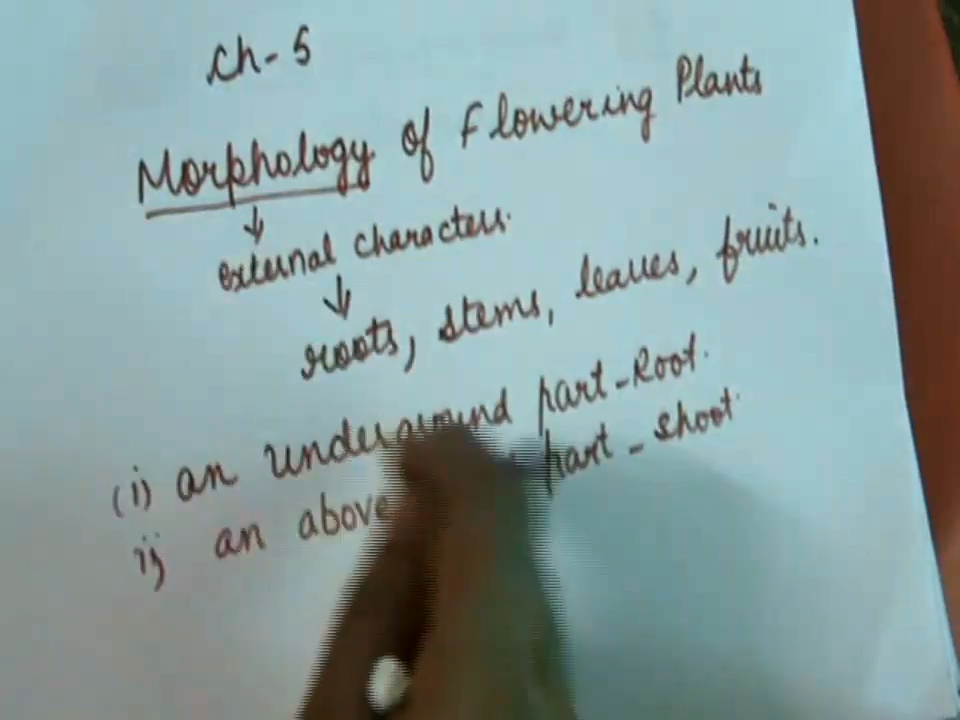 Ch - 5
Morphology of Flowering Plants
↓
external characters.
↓
roots, stems, leaves, fruits.
(i) an underground part - Root.
ii) an above part - shoot